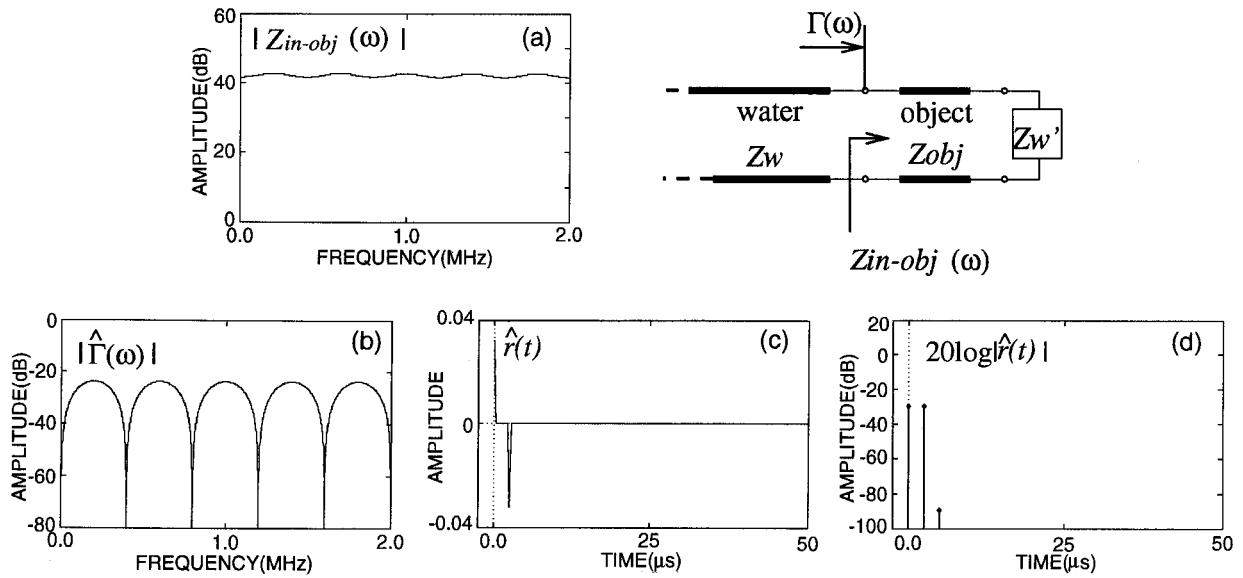 60
40
20
0
AMPLITUDE(dB)
| Zin-obj (ω) |
(a)
0.0
1.0
2.0
FREQUENCY(MHz)
Γ(ω)
water
object
Zw
Zobj
Zw'
Zin-obj (ω)
0
-20
-40
-60
-80
AMPLITUDE(dB)
|Γ̂(ω) |
(b)
0.0
1.0
2.0
FREQUENCY(MHz)
0.04
0
-0.04
AMPLITUDE
r̂(t)
(c)
0.0
25
50
TIME(μs)
20
0
-20
-40
-60
-80
-100
AMPLITUDE(dB)
20log|r̂(t) |
(d)
0.0
25
50
TIME(μs)